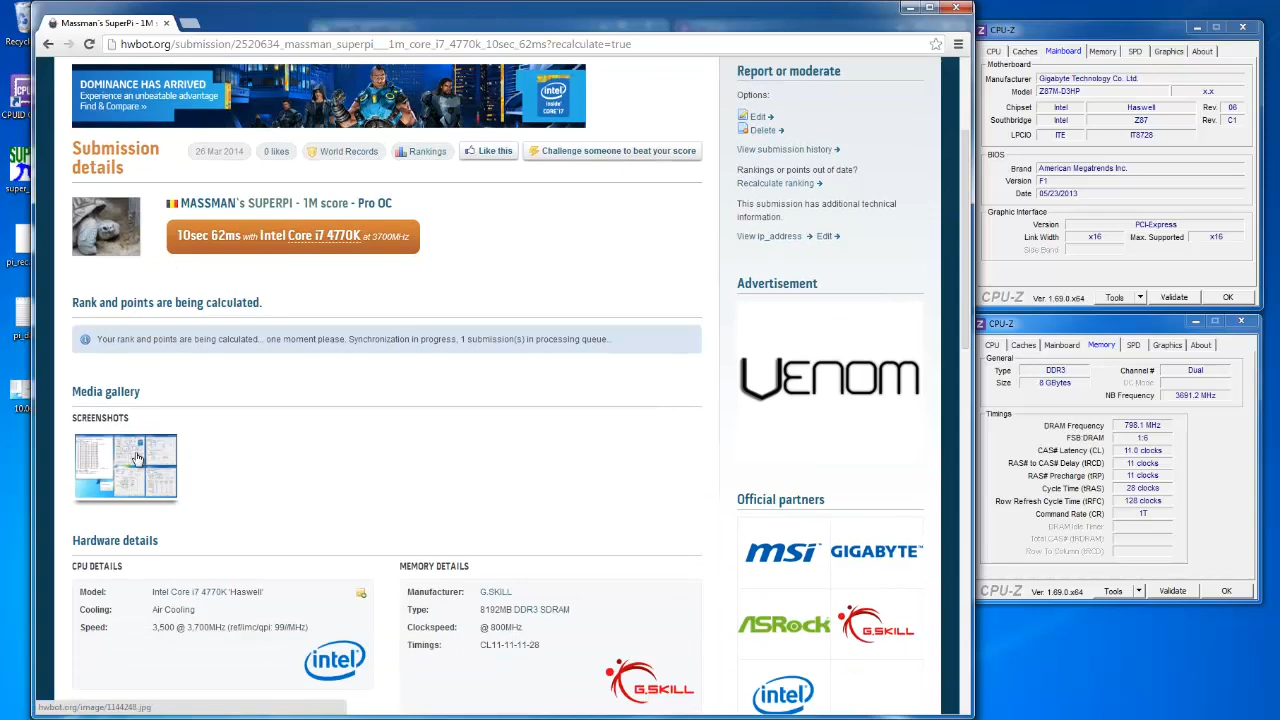 Recycl
CPUID C
super_
pi_rec
pi_d
10.0
Massman's SuperPi - 1M s
hwbot.org/submission/2520634_massman_superpi___1m_core_i7_4770k_10sec_62ms?recalculate=true
DOMINANCE HAS ARRIVED
Experience an unbeatable advantage
Find & Compare »
intel
inside
CORE i7
Submission details
26 Mar 2014
0 likes
World Records
Rankings
Like this
Challenge someone to beat your score
MASSMAN`s SUPERPI - 1M score - Pro OC
10sec 62ms with Intel Core i7 4770K at 3700MHz
Rank and points are being calculated.
Your rank and points are being calculated... one moment please. Synchronization in progress, 1 submission(s) in processing queue...
Media gallery
SCREENSHOTS
Hardware details
CPU DETAILS
Model: Intel Core i7 4770K 'Haswell'
Cooling: Air Cooling
Speed: 3,500 @ 3,700MHz (ref/imc/qpi: 99//MHz)
intel
MEMORY DETAILS
Manufacturer: G.SKILL
Type: 8192MB DDR3 SDRAM
Clockspeed: @ 800MHz
Timings: CL11-11-11-28
G.SKILL
hwbot.org/image/1144248.jpg
Report or moderate
Options:
Edit
Delete
View submission history
Rankings or points out of date?
Recalculate ranking
This submission has additional technical
information.
View ip_address Edit
Advertisement
VENOM
Official partners
msi GIGABYTE™
ASRock G.SKILL
intel
CPU-Z
CPU Caches Mainboard Memory SPD Graphics About
Motherboard
Manufacturer Gigabyte Technology Co. Ltd.
Model Z87M-D3HP x.x
Chipset Intel Haswell Rev. 06
Southbridge Intel Z87 Rev. C1
LPCIO ITE IT8728
BIOS
Brand American Megatrends Inc.
Version F1
Date 05/23/2013
Graphic Interface
Version PCI-Express
Link Width x16 Max. Supported x16
Side Band
CPU-Z Ver. 1.69.0.x64 Tools Validate OK
CPU-Z
CPU Caches Mainboard Memory SPD Graphics About
General
Type DDR3 Channel # Dual
Size 8 GBytes DC Mode
NB Frequency 3691.2 MHz
Timings
DRAM Frequency 798.1 MHz
FSB:DRAM 1:6
CAS# Latency (CL) 11.0 clocks
RAS# to CAS# Delay (tRCD) 11 clocks
RAS# Precharge (tRP) 11 clocks
Cycle Time (tRAS) 28 clocks
Row Refresh Cycle Time (tRFC) 128 clocks
Command Rate (CR) 1T
DRAM Idle Timer
Total CAS# (tRDRAM)
Row To Column (tRCD)
CPU-Z Ver. 1.69.0.x64 Tools Validate OK